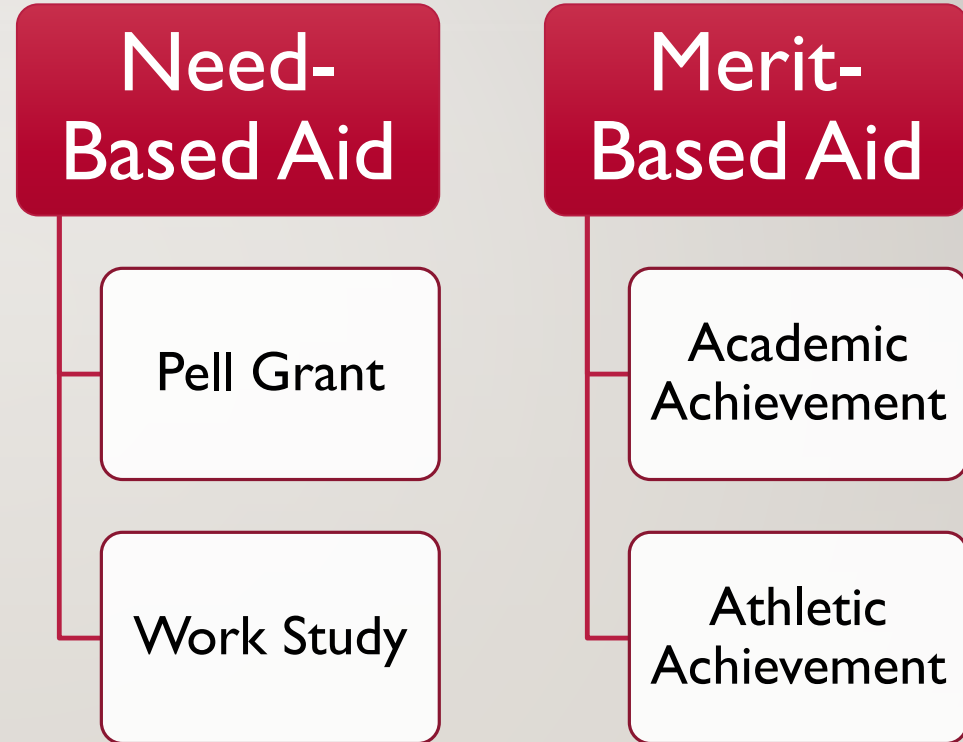 Need-
Based Aid
Pell Grant
Work Study
Merit-
Based Aid
Academic
Achievement
Athletic
Achievement